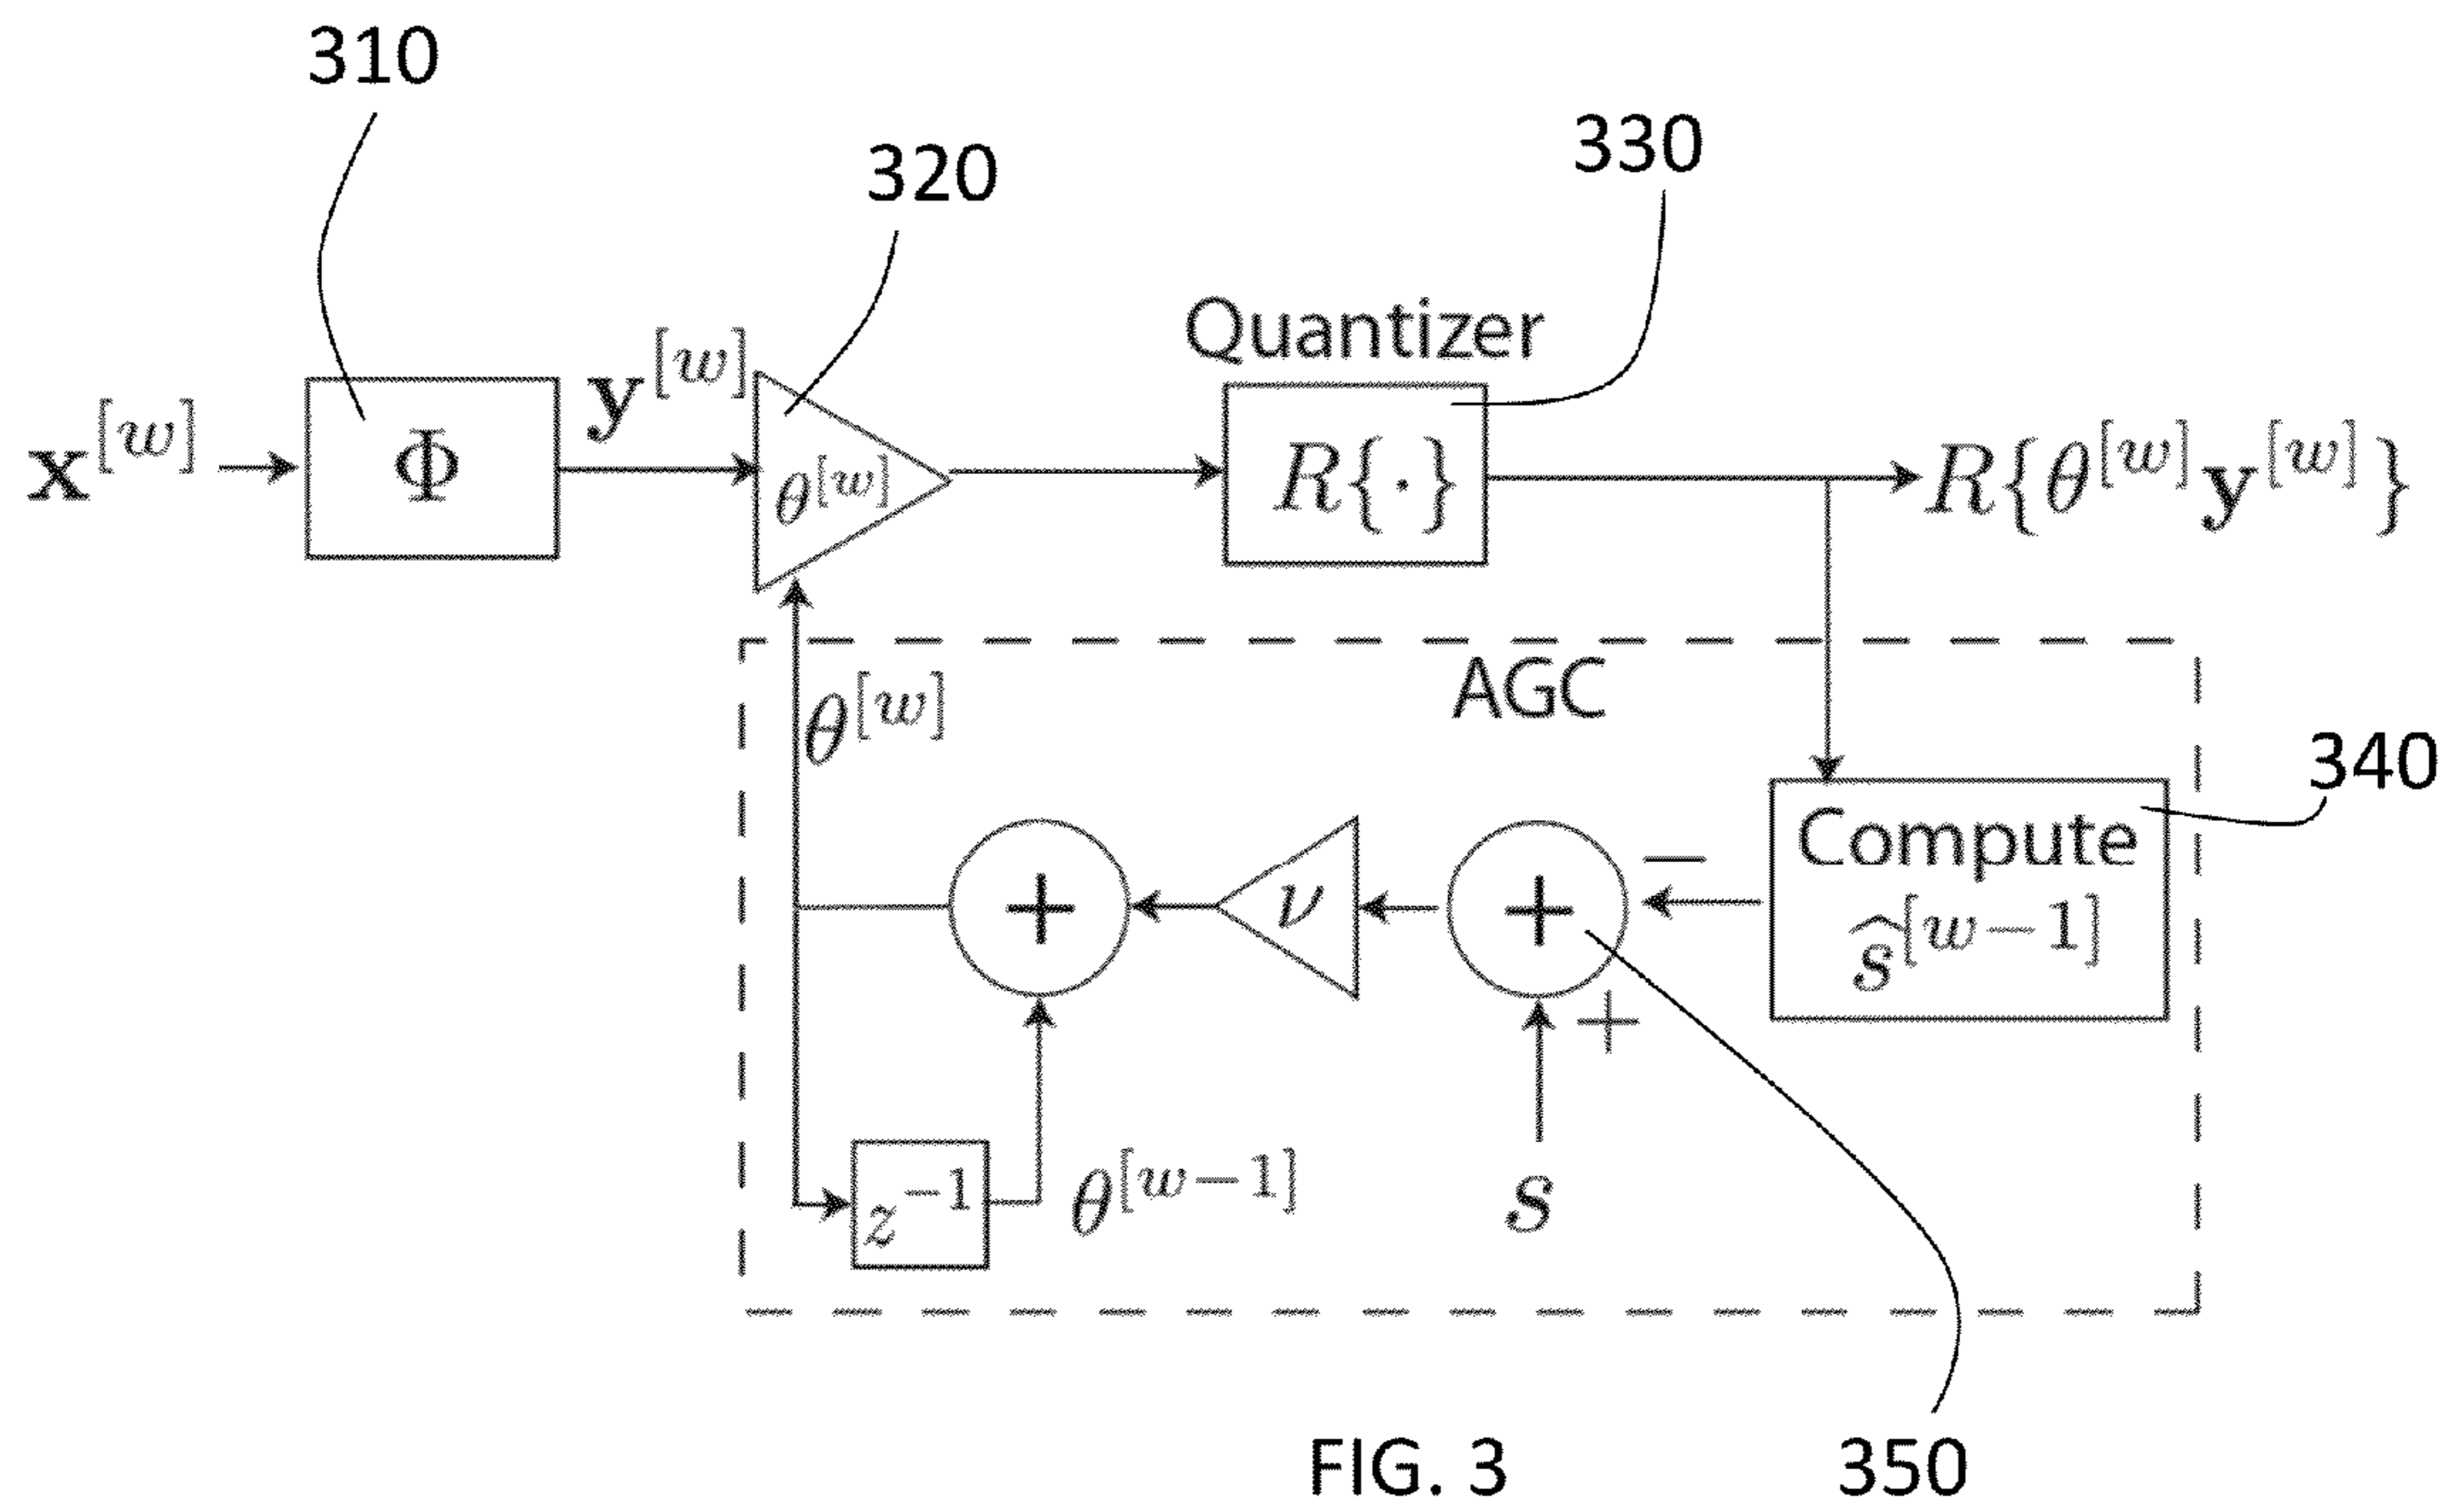 310
320
330
Quantizer
x^[w]
Φ
y^[w]
θ^[w]
R{·}
R{θ^[w] y^[w]}
AGC
θ^[w]
340
Compute
ŝ^[w−1]
+
ν
+
−
+
z^−1
θ^[w−1]
s
FIG. 3
350